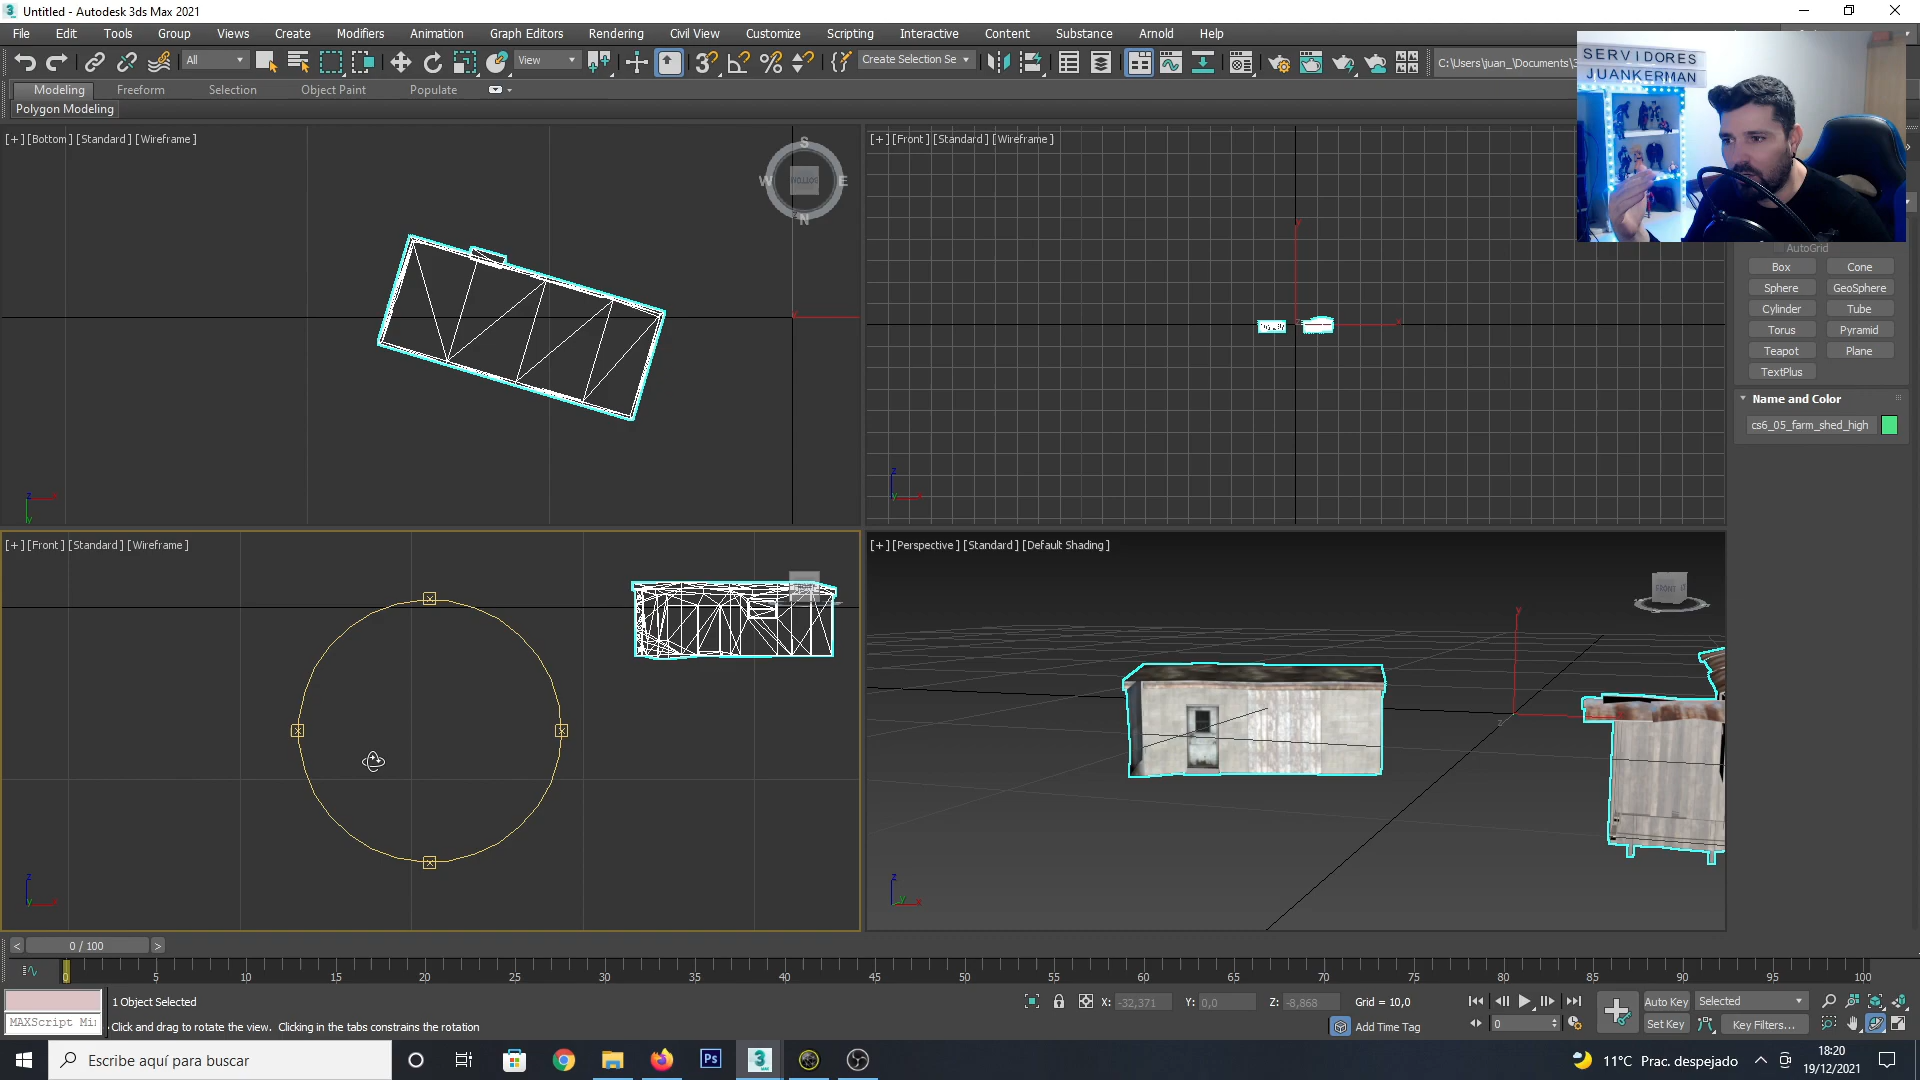 Untitled - Autodesk 3ds Max 2021
File Edit Tools Group Views Create Modifiers Animation Graph Editors Rendering Civil View Customize Scripting Interactive Content Substance Arnold Help
All View Create Selection Se C:\Users\juan_\Documents\3
SERVIDORES
JUANKERMAN
Modeling Freeform Selection Object Paint Populate
Polygon Modeling
[+] [Bottom] [Standard] [Wireframe]
[+] [Front] [Standard] [Wireframe]
S
W E
N
AutoGrid
Box Cone
Sphere GeoSphere
Cylinder Tube
Torus Pyramid
Teapot Plane
TextPlus
Name and Color
cs6_05_farm_shed_high
[+] [Front] [Standard] [Wireframe]
[+] [Perspective] [Standard] [Default Shading]
FRONT
0 / 100
0 5 10 15 20 25 30 35 40 45 50 55 60 65 70 75 80 85 90 95 100
1 Object Selected
X: -32,371 Y: 0,0 Z: -8,868 Grid = 10,0
Auto Key Selected
MAXScript Mi
Click and drag to rotate the view. Clicking in the tabs constrains the rotation
Add Time Tag
0
Set Key Key Filters...
Escribe aquí para buscar
Ps
3
11°C Prac. despejado
18:20
19/12/2021